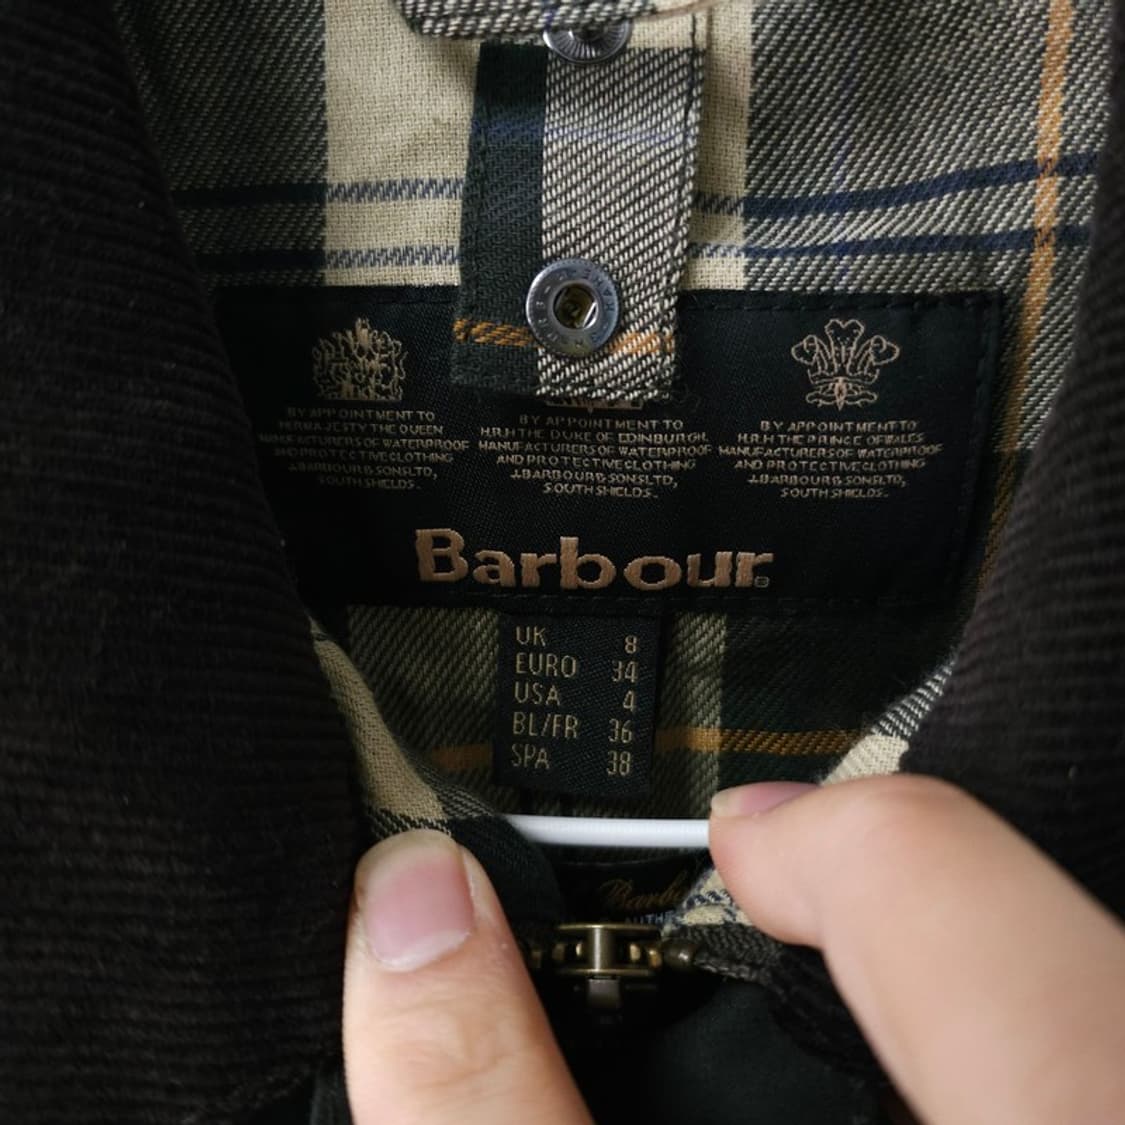 BY APPOINTMENT TO
HER MAJESTY THE QUEEN
MANUFACTURERS OF WATERPROOF
AND PROTECTIVE CLOTHING
J.BARBOUR & SONS LTD,
SOUTH SHIELDS.
BY APPOINTMENT TO
H.R.H THE DUKE OF EDINBURGH
MANUFACTURERS OF WATERPROOF
AND PROTECTIVE CLOTHING
J.BARBOUR & SONS LTD,
SOUTH SHIELDS.
BY APPOINTMENT TO
H.R.H THE PRINCE OF WALES
MANUFACTURERS OF WATERPROOF
AND PROTECTIVE CLOTHING
J.BARBOUR & SONS LTD,
SOUTH SHIELDS.
Barbour®
UK 8
EURO 34
USA 4
BL/FR 36
SPA 38